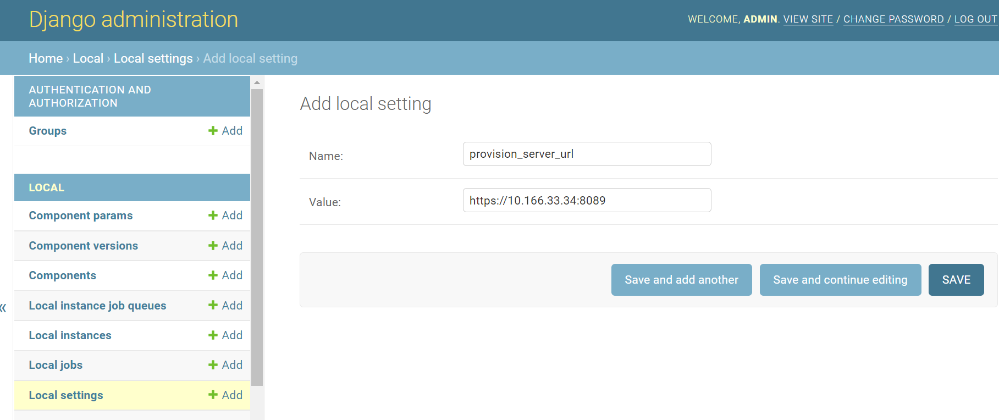 Django administration
WELCOME, ADMIN. VIEW SITE / CHANGE PASSWORD / LOG OUT
Home › Local › Local settings › Add local setting
AUTHENTICATION AND
AUTHORIZATION
Groups + Add
LOCAL
Component params + Add
Component versions + Add
Components + Add
Local instance job queues + Add
Local instances + Add
Local jobs + Add
Local settings + Add
«
Add local setting
Name: provision_server_url
Value: https://10.166.33.34:8089
Save and add another Save and continue editing SAVE